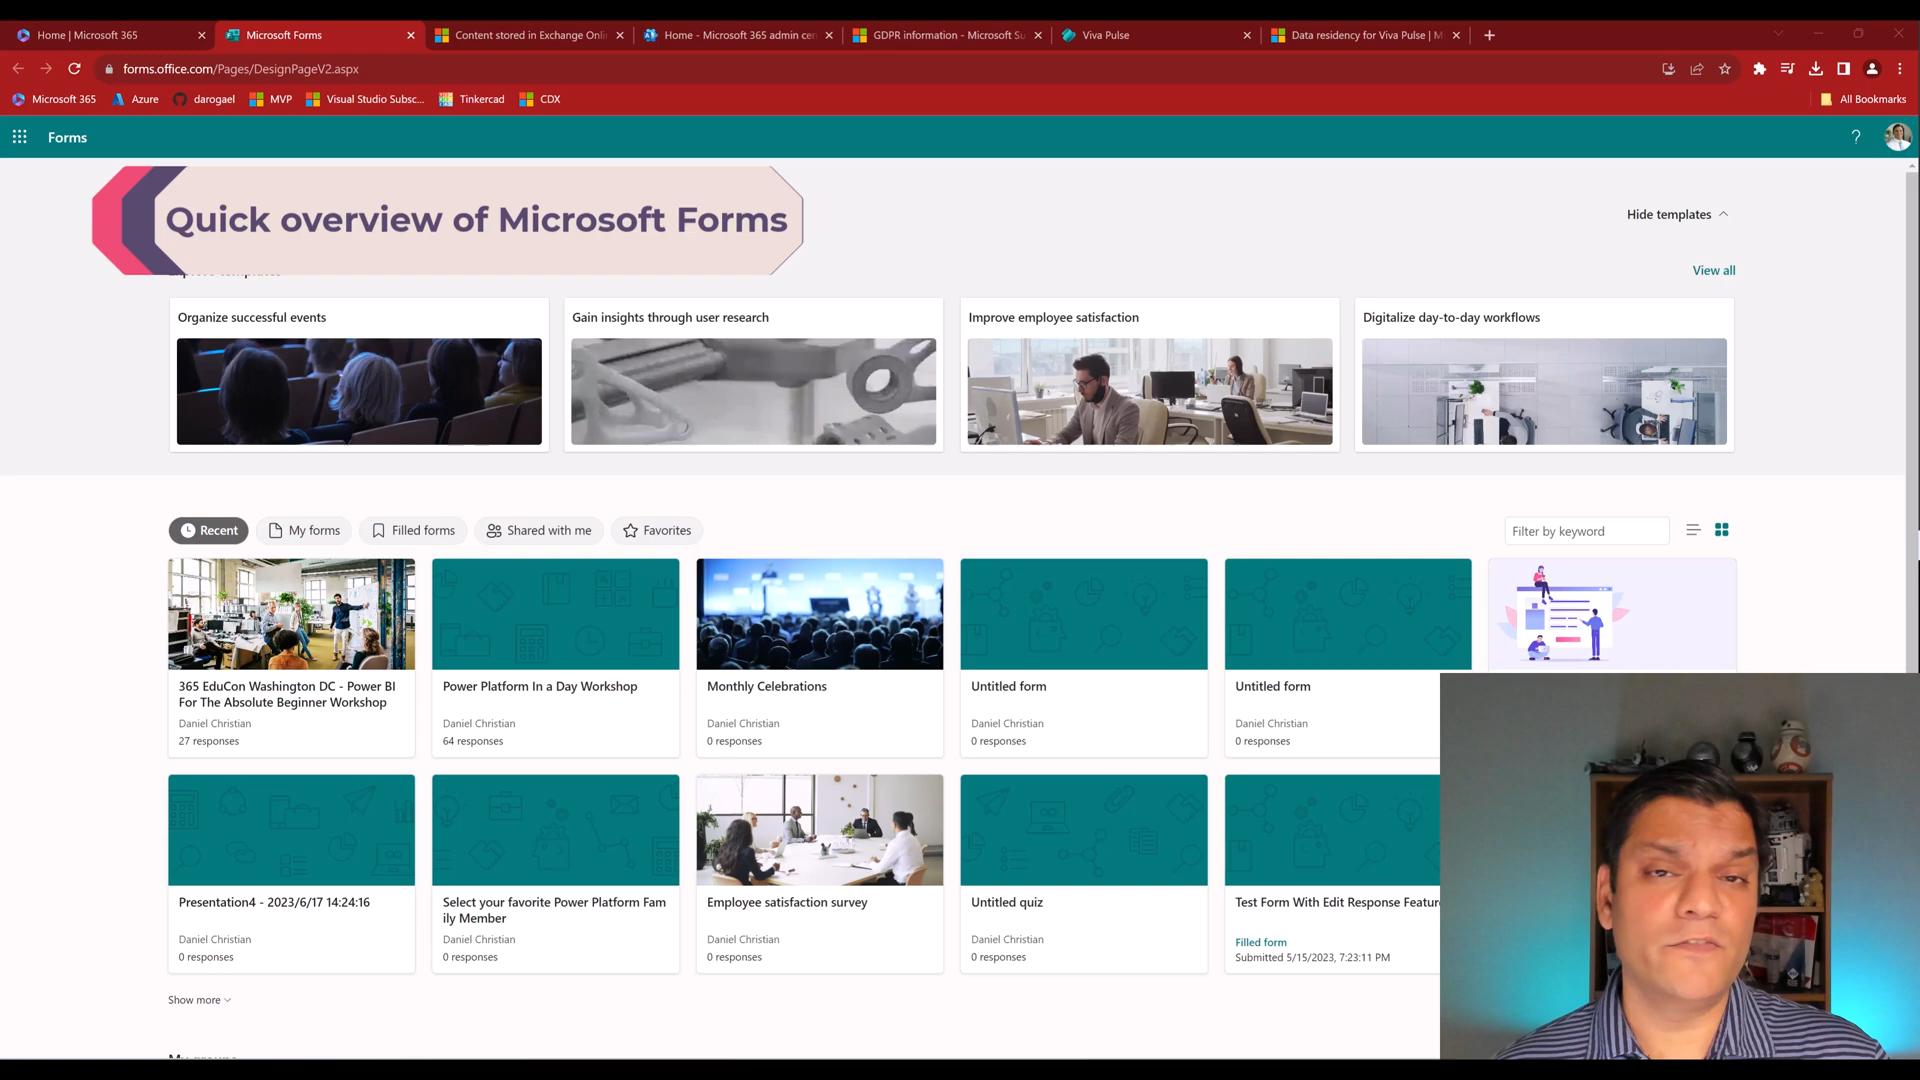 Home | Microsoft 365
Microsoft Forms
Content stored in Exchange Onli
Home - Microsoft 365 admin cen
GDPR information - Microsoft Su
Viva Pulse
Data residency for Viva Pulse | M
forms.office.com/Pages/DesignPageV2.aspx
Microsoft 365
Azure
darogael
MVP
Visual Studio Subsc...
Tinkercad
CDX
All Bookmarks
Forms
?
Quick overview of Microsoft Forms
Hide templates
View all
Organize successful events
Gain insights through user research
Improve employee satisfaction
Digitalize day-to-day workflows
Recent
My forms
Filled forms
Shared with me
Favorites
Filter by keyword
365 EduCon Washington DC - Power BI
For The Absolute Beginner Workshop
Daniel Christian
27 responses
Power Platform In a Day Workshop
Daniel Christian
64 responses
Monthly Celebrations
Daniel Christian
0 responses
Untitled form
Daniel Christian
0 responses
Untitled form
Daniel Christian
0 responses
Presentation4 - 2023/6/17 14:24:16
Daniel Christian
0 responses
Select your favorite Power Platform Fam
ily Member
Daniel Christian
0 responses
Employee satisfaction survey
Daniel Christian
0 responses
Untitled quiz
Daniel Christian
0 responses
Test Form With Edit Response Feature
Filled form
Submitted 5/15/2023, 7:23:11 PM
Show more